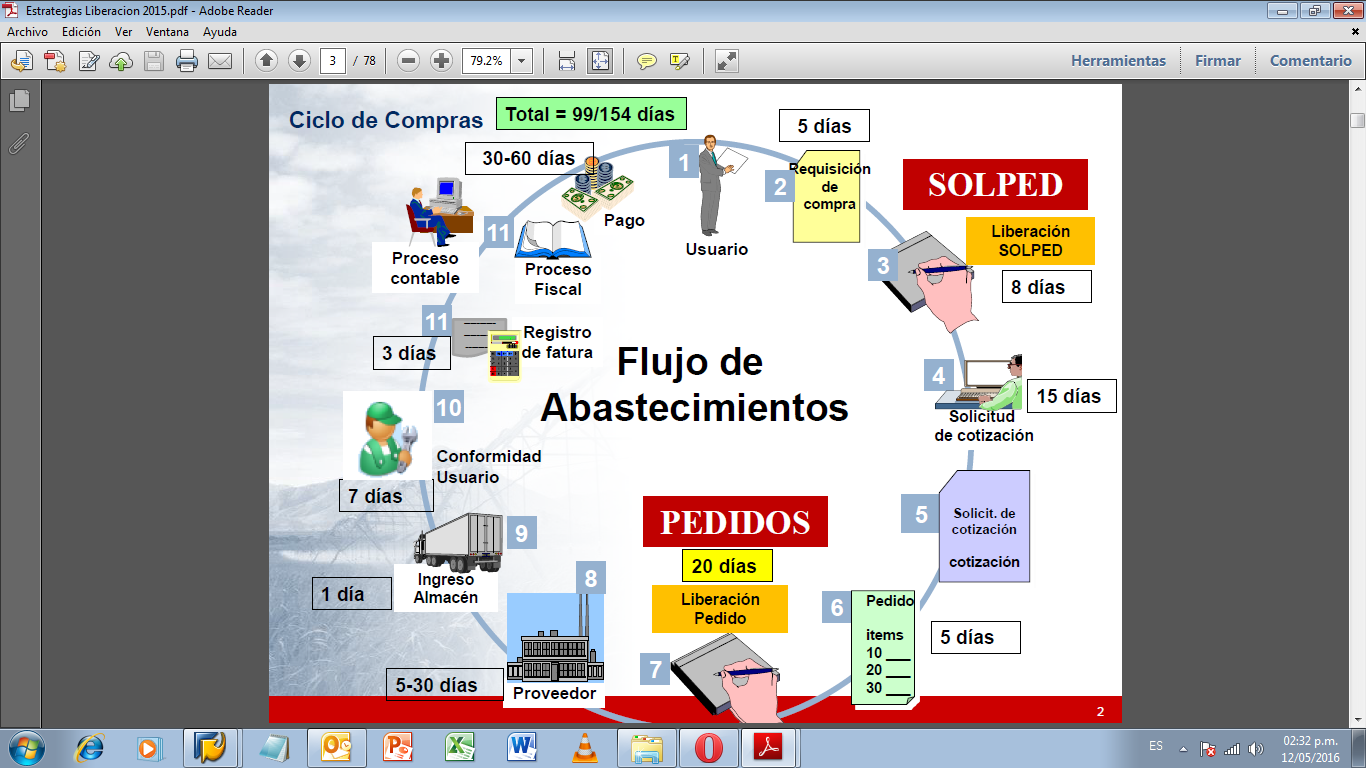 Estrategias Liberacion 2015.pdf - Adobe Reader
Archivo Edición Ver Ventana Ayuda
3 / 78
79.2%
Herramientas Firmar Comentario
Ciclo de Compras
Total = 99/154 días
1
Usuario
5 días
2
Requisición
de
compra
SOLPED
Liberación
SOLPED
3
8 días
4
15 días
Solicitud
de cotización
5
Solicit. de
cotización
cotización
6
Pedido
items
10 ___
20 ___
30 ___
5 días
PEDIDOS
20 días
Liberación
Pedido
7
8
5-30 días
Proveedor
9
1 día
Ingreso
Almacén
10
Conformidad
Usuario
7 días
11
Registro
de fatura
3 días
11
Proceso
contable
Proceso
Fiscal
30-60 días
Pago
Flujo de
Abastecimientos
2
ES
02:32 p.m.
12/05/2016